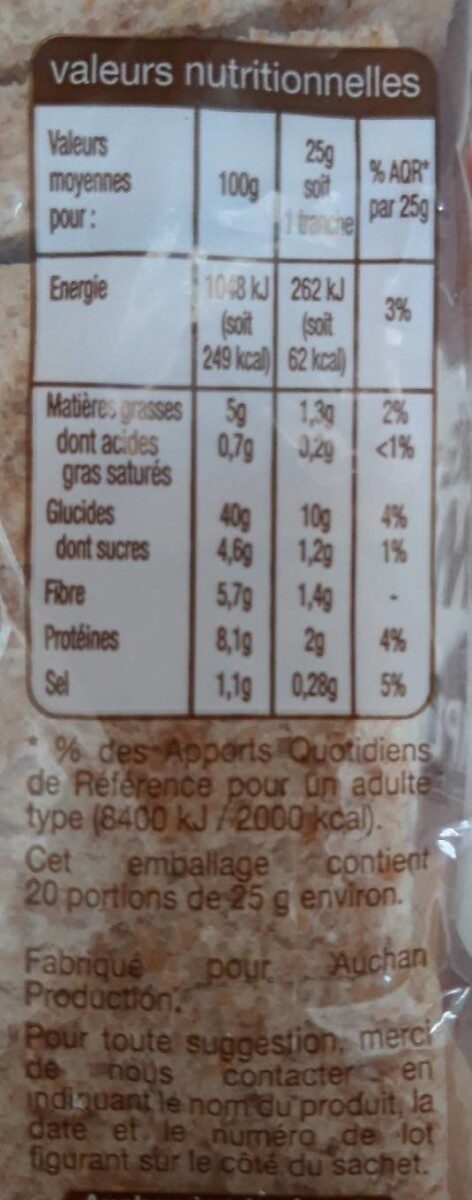 valeurs nutritionnelles
Valeurs moyennes pour : 100g 25g soit 1 tranche % AQR* par 25g
Energie 1048 kJ (soit 249 kcal) 262 kJ (soit 62 kcal) 3%
Matières grasses 5g 1,3g 2%
dont acides gras saturés 0,7g 0,2g <1%
Glucides 40g 10g 4%
dont sucres 4,6g 1,2g 1%
Fibre 5,7g 1,4g -
Protéines 8,1g 2g 4%
Sel 1,1g 0,28g 5%
* % des Apports Quotidiens
de Référence pour un adulte
type (8400 kJ / 2000 kcal).
Cet emballage contient
20 portions de 25 g environ.
Fabriqué pour Auchan
Production.
Pour toute suggestion, merci
de nous contacter en
indiquant le nom du produit, la
date et le numéro de lot
figurant sur le côté du sachet.